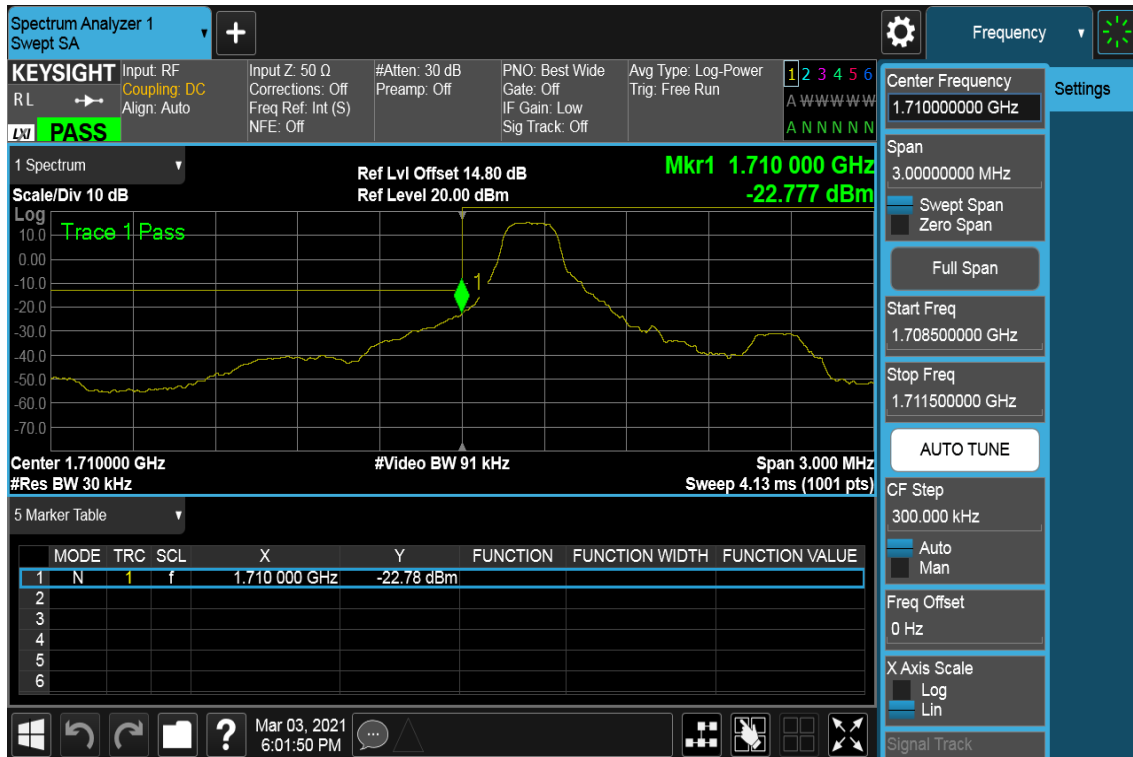 Spectrum Analyzer 1
Swept SA
+
Frequency
KEYSIGHT
RL
LXI PASS
Input: RF
Coupling: DC
Align: Auto
Input Z: 50 Ω
Corrections: Off
Freq Ref: Int (S)
NFE: Off
#Atten: 30 dB
Preamp: Off
PNO: Best Wide
Gate: Off
IF Gain: Low
Sig Track: Off
Avg Type: Log-Power
Trig: Free Run
1 2 3 4 5 6
A W W W W W
A N N N N N
1 Spectrum
Scale/Div 10 dB
Ref Lvl Offset 14.80 dB
Ref Level 20.00 dBm
Mkr1 1.710 000 GHz
-22.777 dBm
Log
Trace 1 Pass
10.0
0.00
-10.0
-20.0
-30.0
-40.0
-50.0
-60.0
-70.0
1
Center 1.710000 GHz
#Res BW 30 kHz
#Video BW 91 kHz
Span 3.000 MHz
Sweep 4.13 ms (1001 pts)
5 Marker Table
MODE TRC SCL X Y FUNCTION FUNCTION WIDTH FUNCTION VALUE
1 N 1 f 1.710 000 GHz -22.78 dBm
2
3
4
5
6
?
Mar 03, 2021
6:01:50 PM
Center Frequency
1.710000000 GHz
Span
3.00000000 MHz
Swept Span
Zero Span
Full Span
Start Freq
1.708500000 GHz
Stop Freq
1.711500000 GHz
AUTO TUNE
CF Step
300.000 kHz
Auto
Man
Freq Offset
0 Hz
X Axis Scale
Log
Lin
Signal Track
Settings